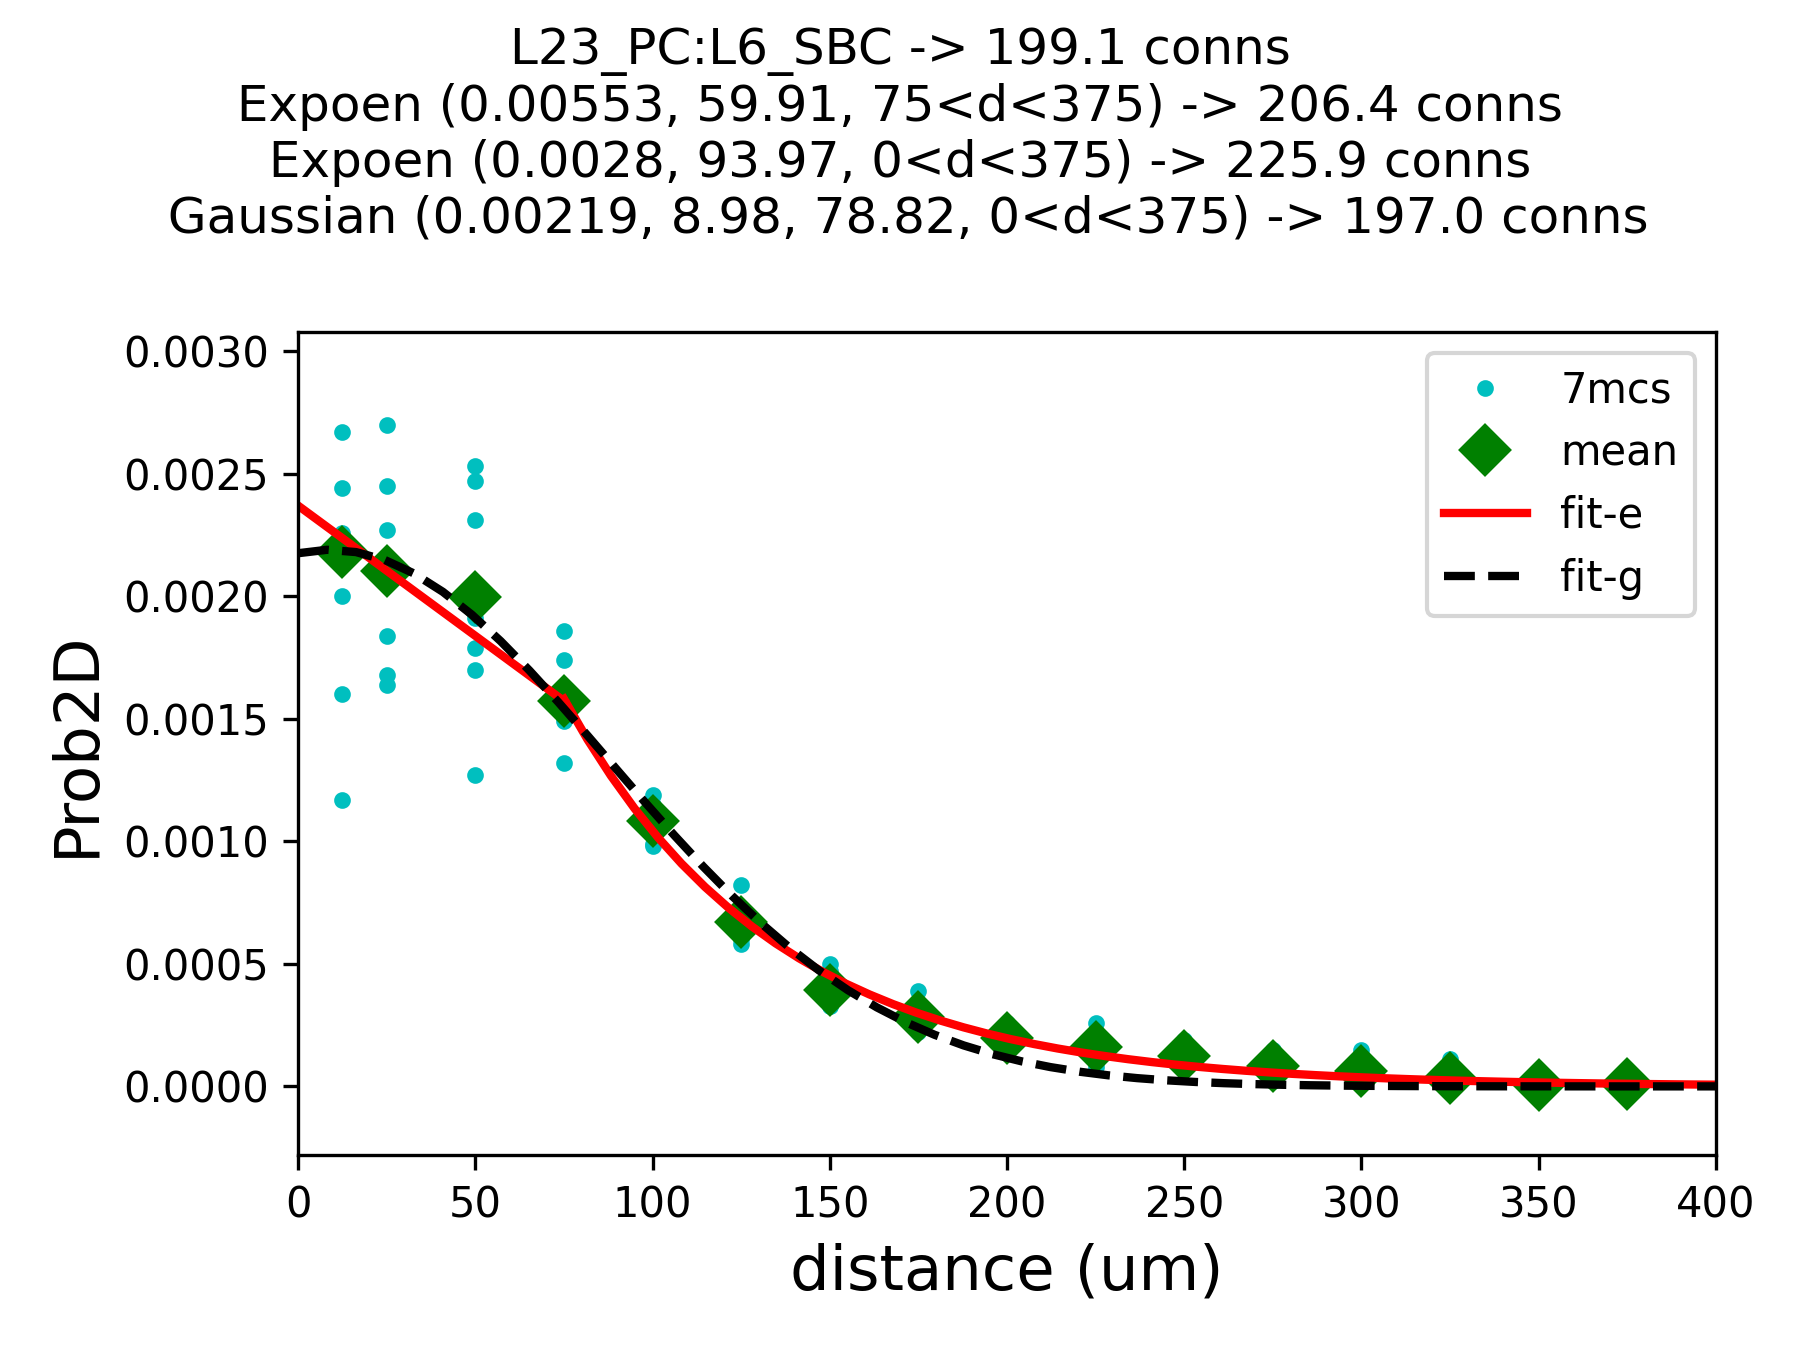 L23_PC:L6_SBC -> 199.1 conns
Expoen (0.00553, 59.91, 75<d<375) -> 206.4 conns
Expoen (0.0028, 93.97, 0<d<375) -> 225.9 conns
Gaussian (0.00219, 8.98, 78.82, 0<d<375) -> 197.0 conns
0.0030
0.0025
0.0020
0.0015
0.0010
0.0005
0.0000
Prob2D
7mcs
mean
fit-e
fit-g
0 50 100 150 200 250 300 350 400
distance (um)